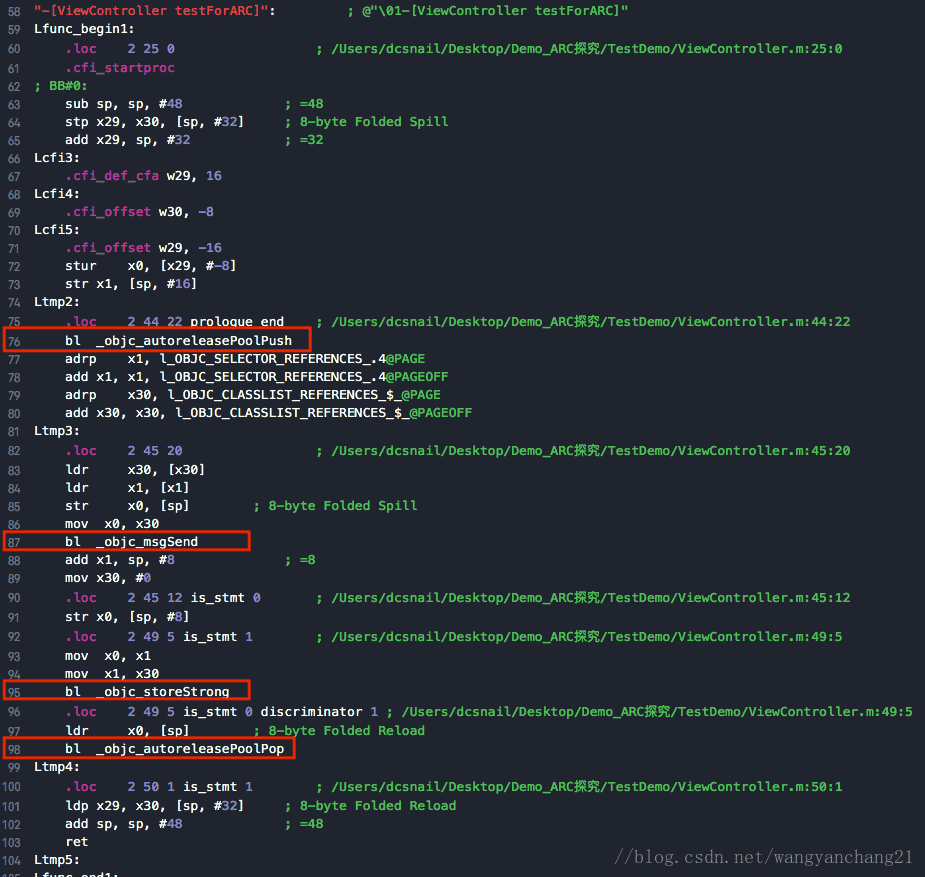 58 "-[ViewController testForARC]": ; @"\01-[ViewController testForARC]"
59 Lfunc_begin1:
60 .loc 2 25 0 ; /Users/dcsnail/Desktop/Demo_ARC探究/TestDemo/ViewController.m:25:0
61 .cfi_startproc
62 ; BB#0:
63 sub sp, sp, #48 ; =48
64 stp x29, x30, [sp, #32] ; 8-byte Folded Spill
65 add x29, sp, #32 ; =32
66 Lcfi3:
67 .cfi_def_cfa w29, 16
68 Lcfi4:
69 .cfi_offset w30, -8
70 Lcfi5:
71 .cfi_offset w29, -16
72 stur x0, [x29, #-8]
73 str x1, [sp, #16]
74 Ltmp2:
75 .loc 2 44 22 prologue_end ; /Users/dcsnail/Desktop/Demo_ARC探究/TestDemo/ViewController.m:44:22
76 bl _objc_autoreleasePoolPush
77 adrp x1, l_OBJC_SELECTOR_REFERENCES_.4@PAGE
78 add x1, x1, l_OBJC_SELECTOR_REFERENCES_.4@PAGEOFF
79 adrp x30, l_OBJC_CLASSLIST_REFERENCES_$_@PAGE
80 add x30, x30, l_OBJC_CLASSLIST_REFERENCES_$_@PAGEOFF
81 Ltmp3:
82 .loc 2 45 20 ; /Users/dcsnail/Desktop/Demo_ARC探究/TestDemo/ViewController.m:45:20
83 ldr x30, [x30]
84 ldr x1, [x1]
85 str x0, [sp] ; 8-byte Folded Spill
86 mov x0, x30
87 bl _objc_msgSend
88 add x1, sp, #8 ; =8
89 mov x30, #0
90 .loc 2 45 12 is_stmt 0 ; /Users/dcsnail/Desktop/Demo_ARC探究/TestDemo/ViewController.m:45:12
91 str x0, [sp, #8]
92 .loc 2 49 5 is_stmt 1 ; /Users/dcsnail/Desktop/Demo_ARC探究/TestDemo/ViewController.m:49:5
93 mov x0, x1
94 mov x1, x30
95 bl _objc_storeStrong
96 .loc 2 49 5 is_stmt 0 discriminator 1 ; /Users/dcsnail/Desktop/Demo_ARC探究/TestDemo/ViewController.m:49:5
97 ldr x0, [sp] ; 8-byte Folded Reload
98 bl _objc_autoreleasePoolPop
99 Ltmp4:
100 .loc 2 50 1 is_stmt 1 ; /Users/dcsnail/Desktop/Demo_ARC探究/TestDemo/ViewController.m:50:1
101 ldp x29, x30, [sp, #32] ; 8-byte Folded Reload
102 add sp, sp, #48 ; =48
103 ret
104 Ltmp5:
Lfunc_end1:
//blog.csdn.net/wangyanchang21